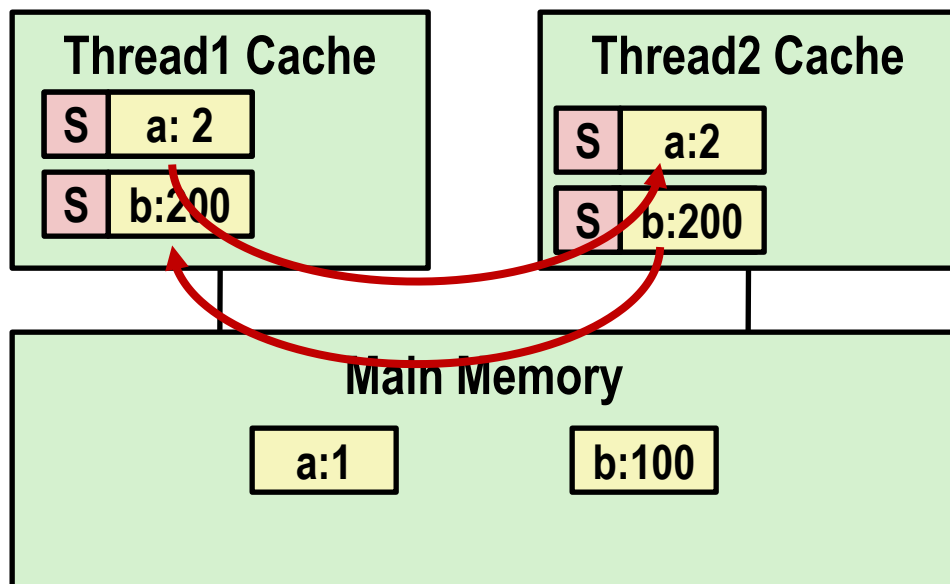 Thread1 Cache
S a: 2
S b:200
Thread2 Cache
S a:2
S b:200
Main Memory
a:1 b:100